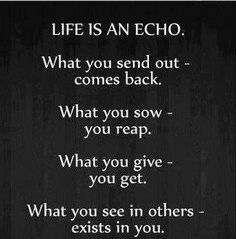 LIFE IS AN ECHO.
What you send out -
comes back.
What you sow -
you reap.
What you give -
you get.
What you see in others -
exists in you.